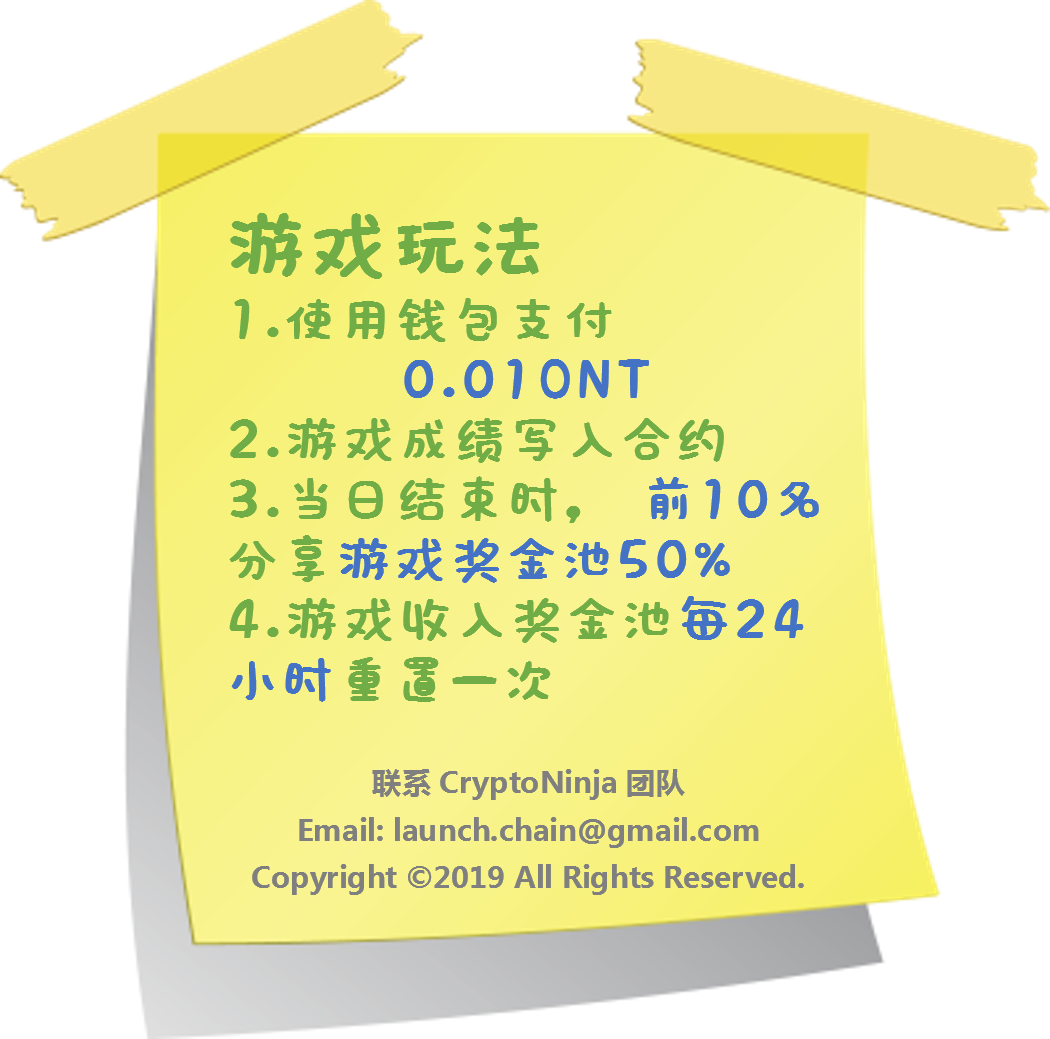 游戏玩法
1.使用钱包支付
0.010NT
2.游戏成绩写入合约
3.当日结束时， 前10名
分享游戏奖金池50%
4.游戏收入奖金池每24
小时重置一次
联系 CryptoNinja 团队
Email: launch.chain@gmail.com
Copyright ©2019 All Rights Reserved.